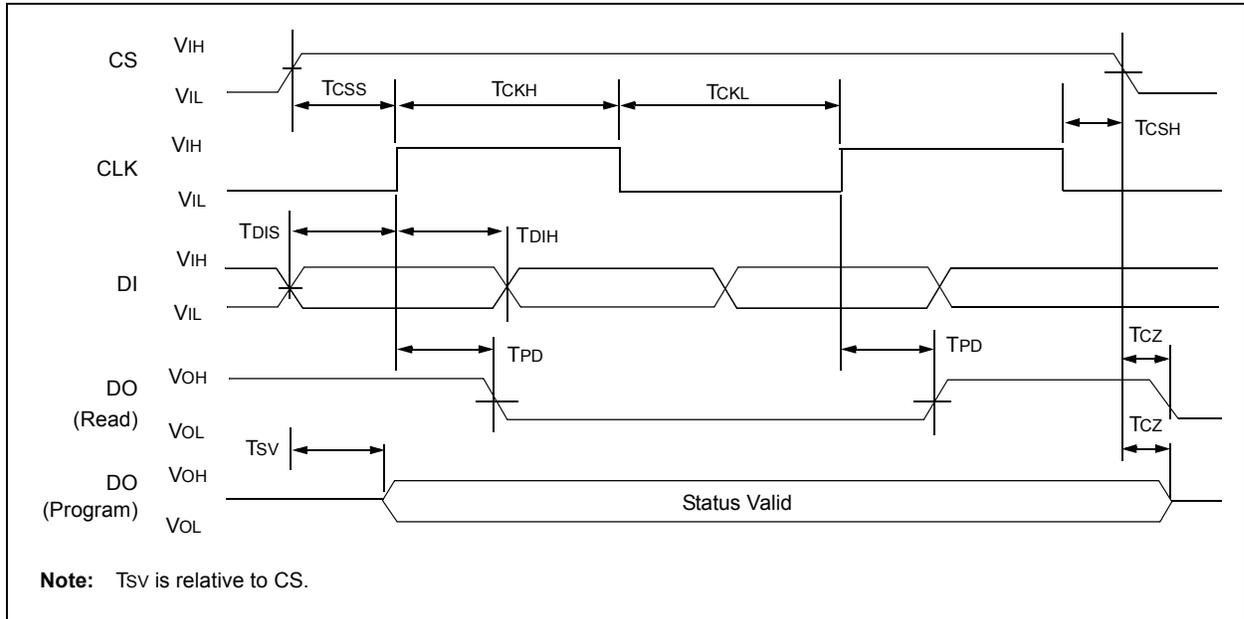 CS
VIH
VIL
TCSS
TCKH
TCKL
TCSH
CLK
VIH
VIL
TDIS
TDIH
DI
VIH
VIL
TPD
TPD
TCZ
DO
(Read)
VOH
VOL
TSV
TCZ
DO
(Program)
VOH
VOL
Status Valid
Note: TSV is relative to CS.